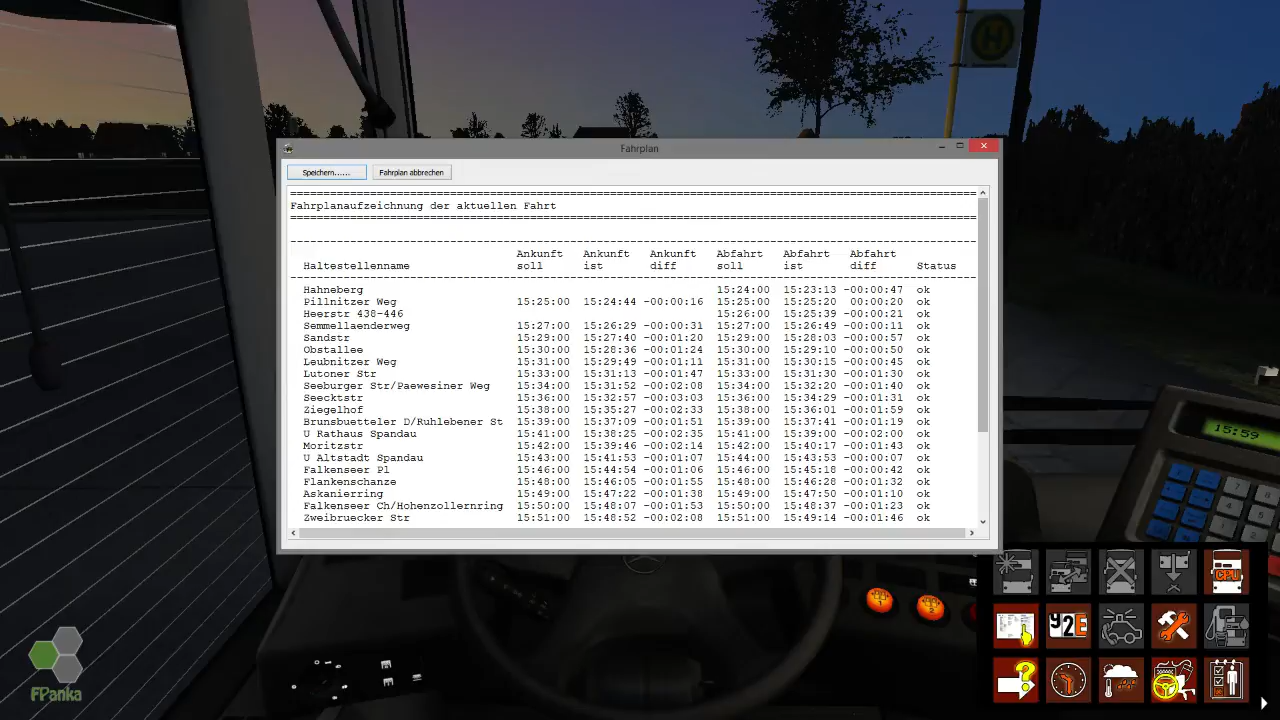 H
Fahrplan
Speichern......
Fahrplan abbrechen
Fahrplanaufzeichnung der aktuellen Fahrt
Ankunft Ankunft Ankunft Abfahrt Abfahrt Abfahrt
Haltestellenname soll ist diff soll ist diff Status
Hahneberg 15:24:00 15:23:13 -00:00:47 ok
Pillnitzer Weg 15:25:00 15:24:44 -00:00:16 15:25:00 15:25:20 00:00:20 ok
Heerstr 438-446 15:26:00 15:25:39 -00:00:21 ok
Semmellaenderweg 15:27:00 15:26:29 -00:00:31 15:27:00 15:26:49 -00:00:11 ok
Sandstr 15:29:00 15:27:40 -00:01:20 15:29:00 15:28:03 -00:00:57 ok
Obstallee 15:30:00 15:28:36 -00:01:24 15:30:00 15:29:10 -00:00:50 ok
Leubnitzer Weg 15:31:00 15:29:49 -00:01:11 15:31:00 15:30:15 -00:00:45 ok
Lutoner Str 15:33:00 15:31:13 -00:01:47 15:33:00 15:31:30 -00:01:30 ok
Seeburger Str/Paewesiner Weg 15:34:00 15:31:52 -00:02:08 15:34:00 15:32:20 -00:01:40 ok
Seecktstr 15:36:00 15:32:57 -00:03:03 15:36:00 15:34:29 -00:01:31 ok
Ziegelhof 15:38:00 15:35:27 -00:02:33 15:38:00 15:36:01 -00:01:59 ok
Brunsbuetteler D/Ruhlebener St 15:39:00 15:37:09 -00:01:51 15:39:00 15:37:41 -00:01:19 ok
U Rathaus Spandau 15:41:00 15:38:25 -00:02:35 15:41:00 15:39:00 -00:02:00 ok
Moritzstr 15:42:00 15:39:46 -00:02:14 15:42:00 15:40:17 -00:01:43 ok
U Altstadt Spandau 15:43:00 15:41:53 -00:01:07 15:44:00 15:43:53 -00:00:07 ok
Falkenseer Pl 15:46:00 15:44:54 -00:01:06 15:46:00 15:45:18 -00:00:42 ok
Flankenschanze 15:48:00 15:46:05 -00:01:55 15:48:00 15:46:28 -00:01:32 ok
Askanierring 15:49:00 15:47:22 -00:01:38 15:49:00 15:47:50 -00:01:10 ok
Falkenseer Ch/Hohenzollernring 15:50:00 15:48:07 -00:01:53 15:50:00 15:48:37 -00:01:23 ok
Zweibruecker Str 15:51:00 15:48:52 -00:02:08 15:51:00 15:49:14 -00:01:46 ok
15:59
CPU
92E
?
1
2
FPanka